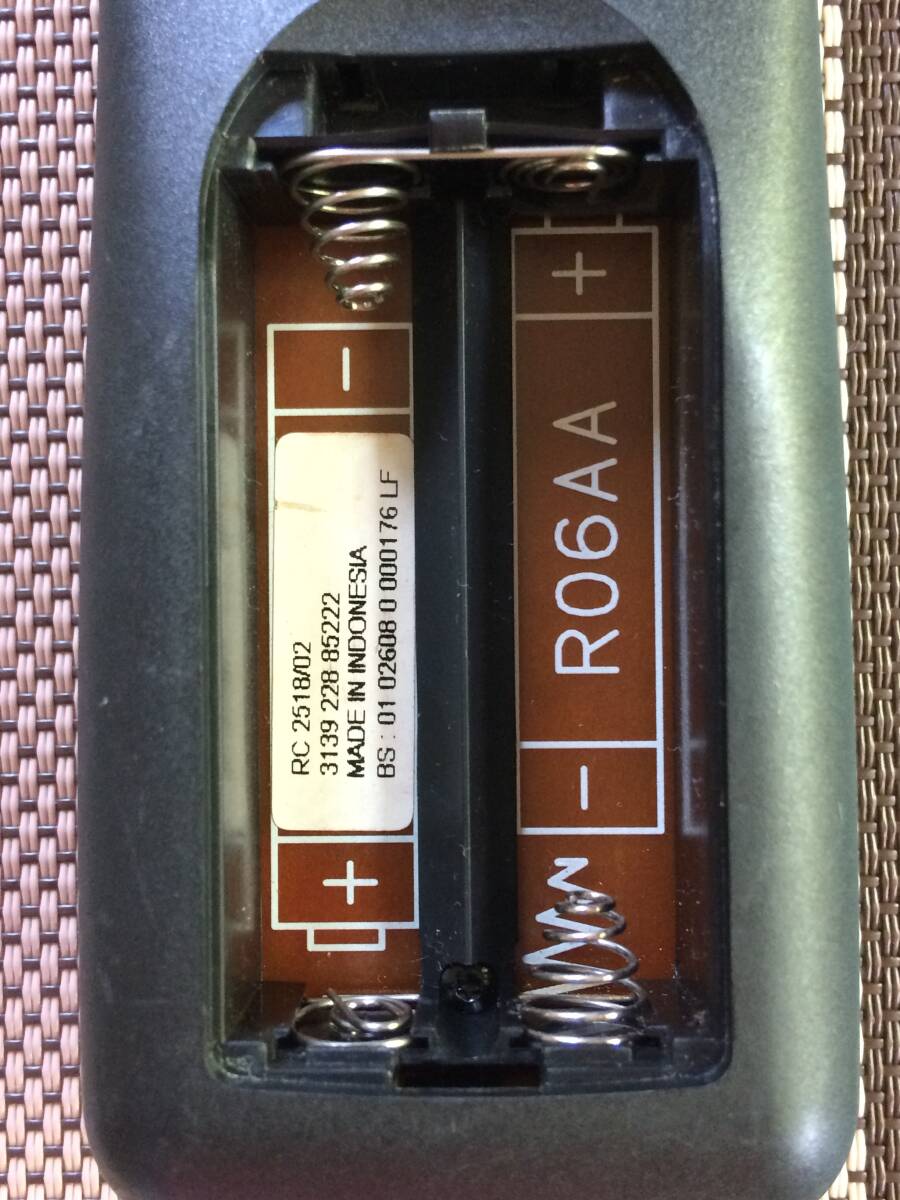 RC 2518/02
3139 228 85222
MADE IN INDONESIA
BS : 01 02608 0 000176 LF
R06AA